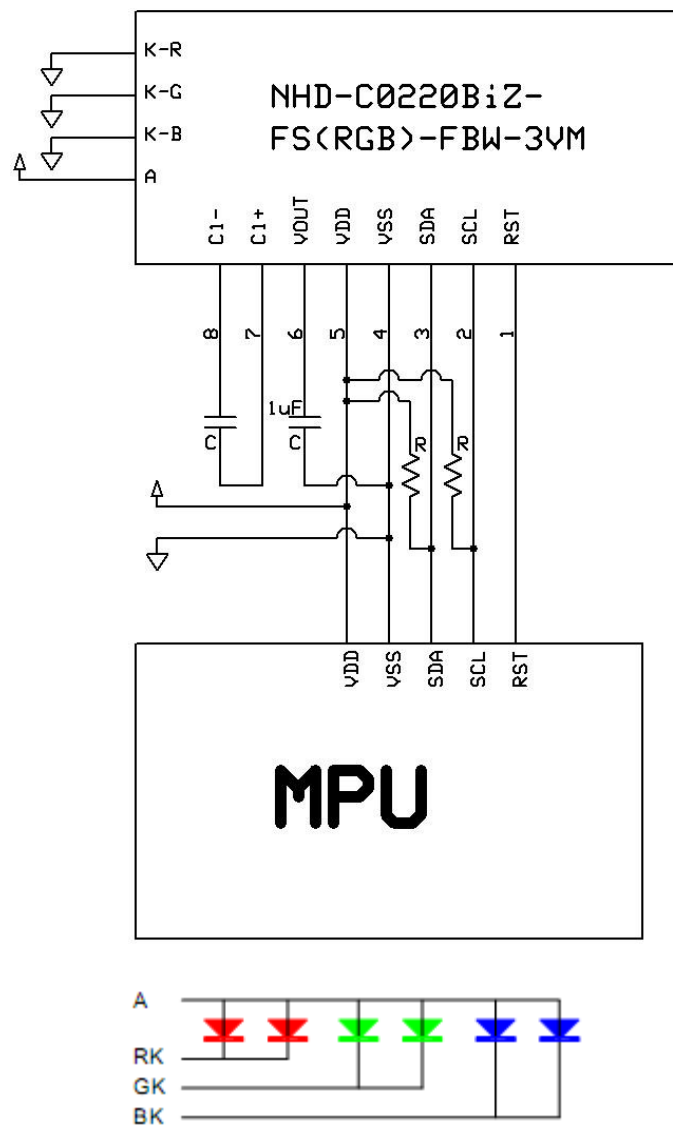 K-R
K-G
K-B
A
NHD-C0220BiZ-
FS(RGB)-FBW-3VM
C1-
C1+
VOUT
VDD
VSS
SDA
SCL
RST
8
7
6
5
4
3
2
1
1uF
C
C
R
R
VDD
VSS
SDA
SCL
RST
MPU
A
RK
GK
BK